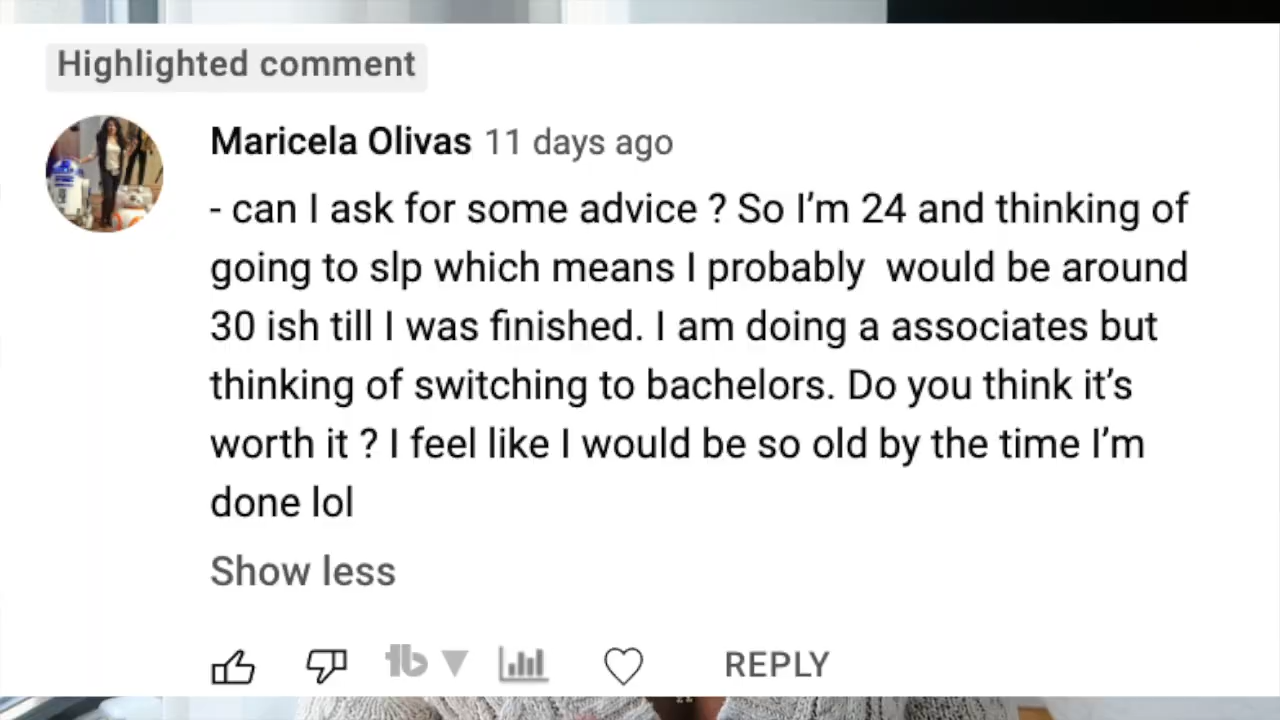 Highlighted comment
Maricela Olivas 11 days ago
- can I ask for some advice ? So I’m 24 and thinking of
going to slp which means I probably  would be around
30 ish till I was finished. I am doing a associates but
thinking of switching to bachelors. Do you think it’s
worth it ? I feel like I would be so old by the time I’m
done lol
Show less
tb
REPLY